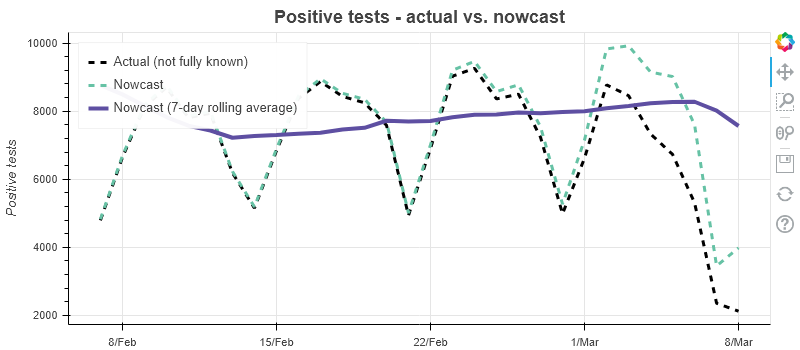 Positive tests - actual vs. nowcast
10000
8000
6000
4000
2000
Positive tests
Actual (not fully known)
Nowcast
Nowcast (7-day rolling average)
8/Feb
15/Feb
22/Feb
1/Mar
8/Mar